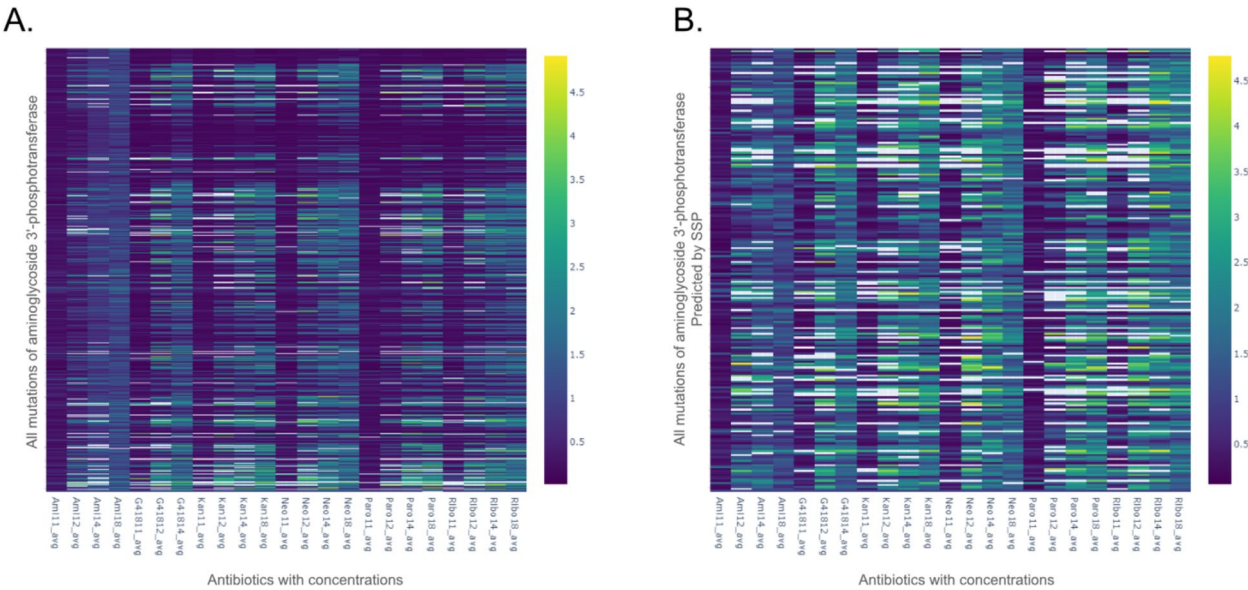 A.
All mutations of aminoglycoside 3'-phosphotransferase
4.5
4
3.5
3
2.5
2
1.5
1
0.5
Ami11_avg
Ami12_avg
Ami14_avg
Ami18_avg
G41811_avg
G41812_avg
G41814_avg
Kan11_avg
Kan12_avg
Kan14_avg
Kan18_avg
Neo11_avg
Neo12_avg
Neo14_avg
Neo18_avg
Paro11_avg
Paro12_avg
Paro14_avg
Paro18_avg
Ribo11_avg
Ribo12_avg
Ribo14_avg
Ribo18_avg
Antibiotics with concentrations
B.
All mutations of aminoglycoside 3'-phosphotransferase
Predicted by SSP
4.5
4
3.5
3
2.5
2
1.5
1
0.5
Ami11_avg
Ami12_avg
Ami14_avg
Ami18_avg
G41811_avg
G41812_avg
G41814_avg
Kan11_avg
Kan12_avg
Kan14_avg
Kan18_avg
Neo11_avg
Neo12_avg
Neo14_avg
Neo18_avg
Paro11_avg
Paro12_avg
Paro14_avg
Paro18_avg
Ribo11_avg
Ribo12_avg
Ribo14_avg
Ribo18_avg
Antibiotics with concentrations